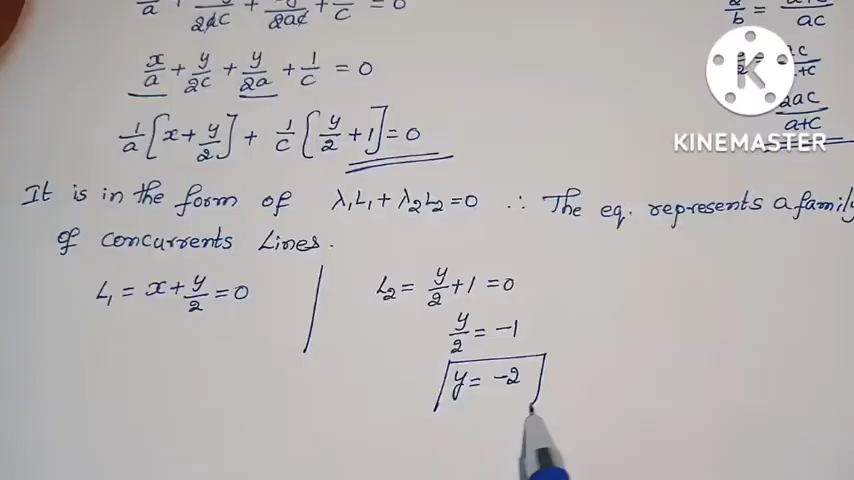 x/a + y/2c + y/2a + 1/c = 0
1/a [x + y/2] + 1/c [y/2 + 1] = 0
It is in the form of λ₁L₁ + λ₂L₂ = 0 ∴ The eq. represents a family
of concurrents Lines.
L₁ = x + y/2 = 0
L₂ = y/2 + 1 = 0
y/2 = -1
y = -2
2ac/a+c
K
KINEMASTER